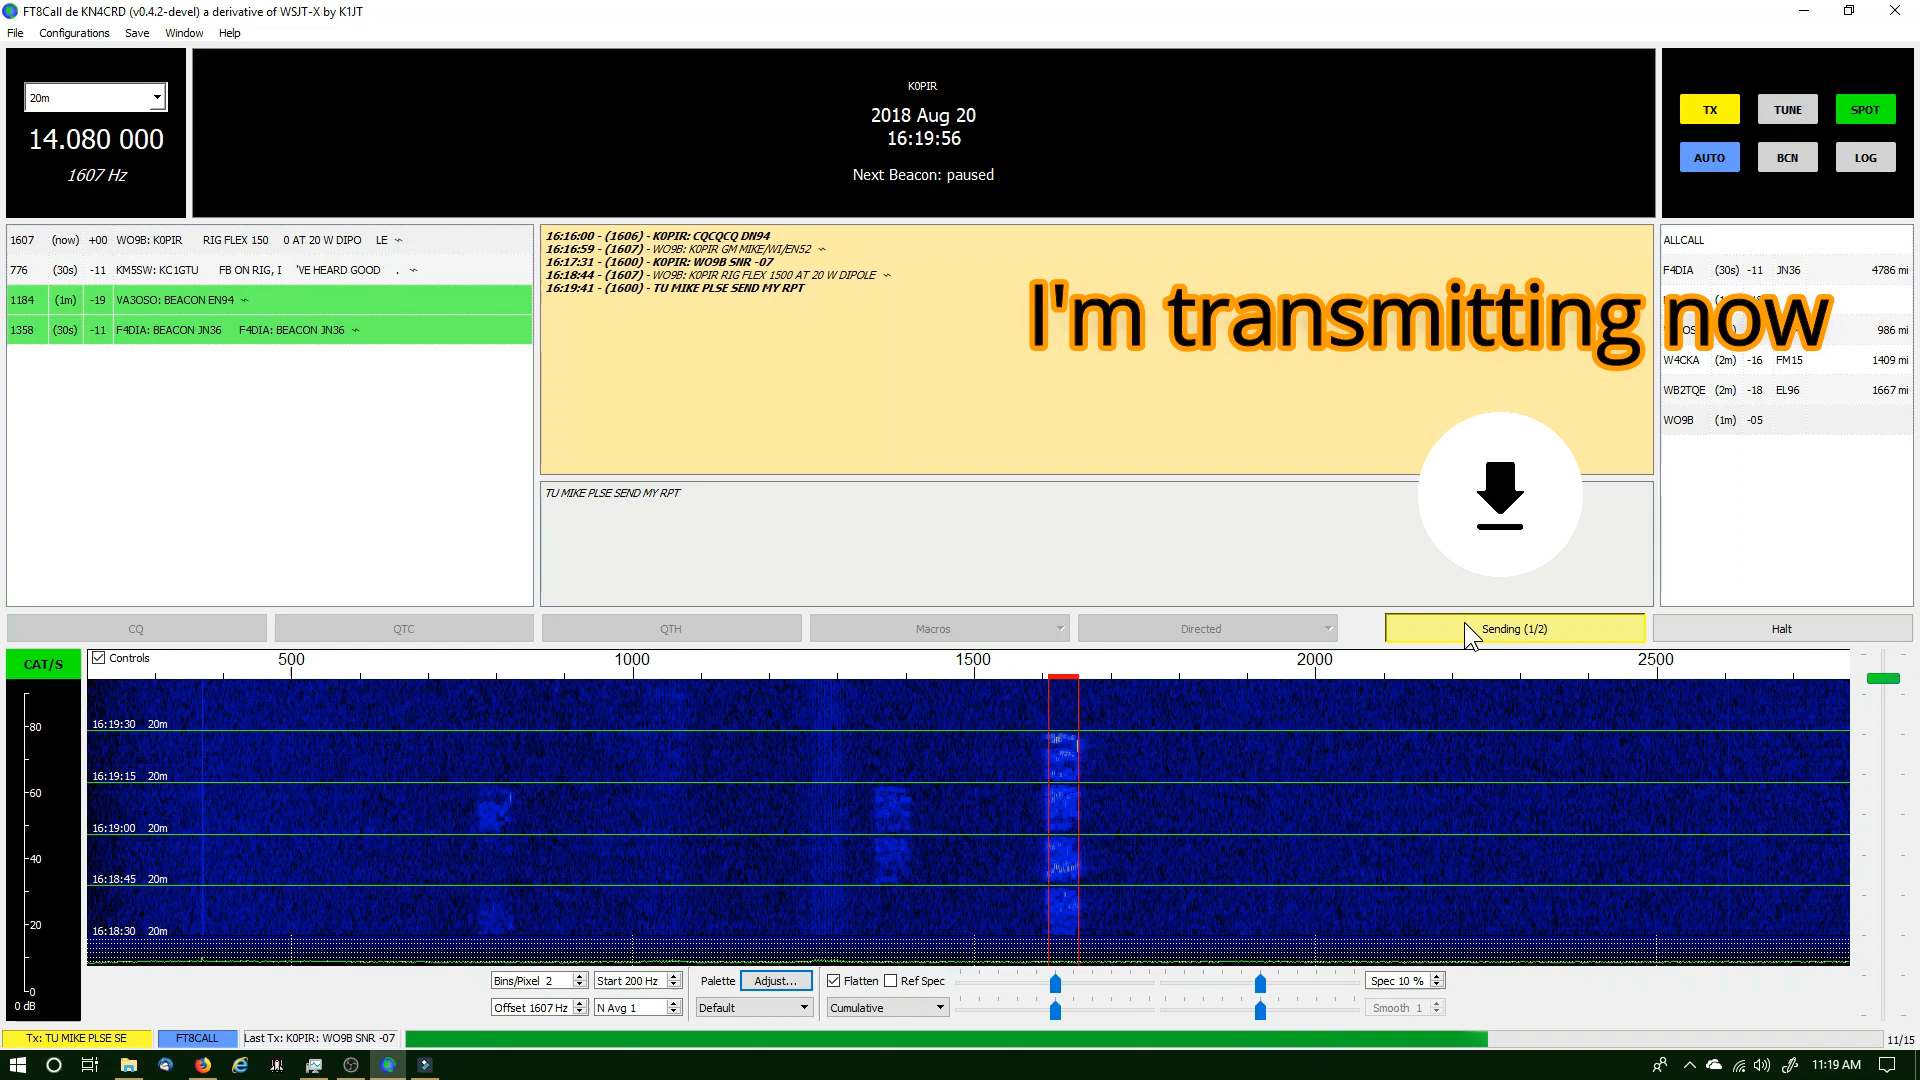 FT8Call de KN4CRD (v0.4.2-devel) a derivative of WSJT-X by K1JT
File Configurations Save Window Help
20m
14.080 000
1607 Hz
K0PIR
2018 Aug 20
16:19:56
Next Beacon: paused
TX TUNE SPOT
AUTO BCN LOG
1607 (now) +00 WO9B: K0PIR RIG FLEX 150 0 AT 20 W DIPO LE
776 (30s) -11 KM5SW: KC1GTU FB ON RIG, I 'VE HEARD GOOD .
1184 (1m) -19 VA3OSO: BEACON EN94
1358 (30s) -11 F4DIA: BEACON JN36 F4DIA: BEACON JN36
16:16:00 - (1606) - K0PIR: CQCQCQ DN94
16:16:59 - (1607) - WO9B: K0PIR GM MIKE/WI/EN52
16:17:31 - (1600) - K0PIR: WO9B SNR -07
16:18:44 - (1607) - WO9B: K0PIR RIG FLEX 1500 AT 20 W DIPOLE
16:19:41 - (1600) - TU MIKE PLSE SEND MY RPT
I'm transmitting now
TU MIKE PLSE SEND MY RPT
ALLCALL
F4DIA (30s) -11 JN36 4786 mi
986 mi
W4CKA (2m) -16 FM15 1409 mi
WB2TQE (2m) -18 EL96 1667 mi
WO9B (1m) -05
CQ QTC QTH Macros Directed Sending (1/2) Halt
CAT/S
Controls 500 1000 1500 2000 2500
80
60
40
20
0
0 dB
16:19:30 20m
16:19:15 20m
16:19:00 20m
16:18:45 20m
16:18:30 20m
Bins/Pixel 2 Start 200 Hz Palette Adjust... Flatten Ref Spec Spec 10 %
Offset 1607 Hz N Avg 1 Default Cumulative Smooth 1
Tx: TU MIKE PLSE SE FT8CALL Last Tx: K0PIR: WO9B SNR -07 11/15
11:19 AM